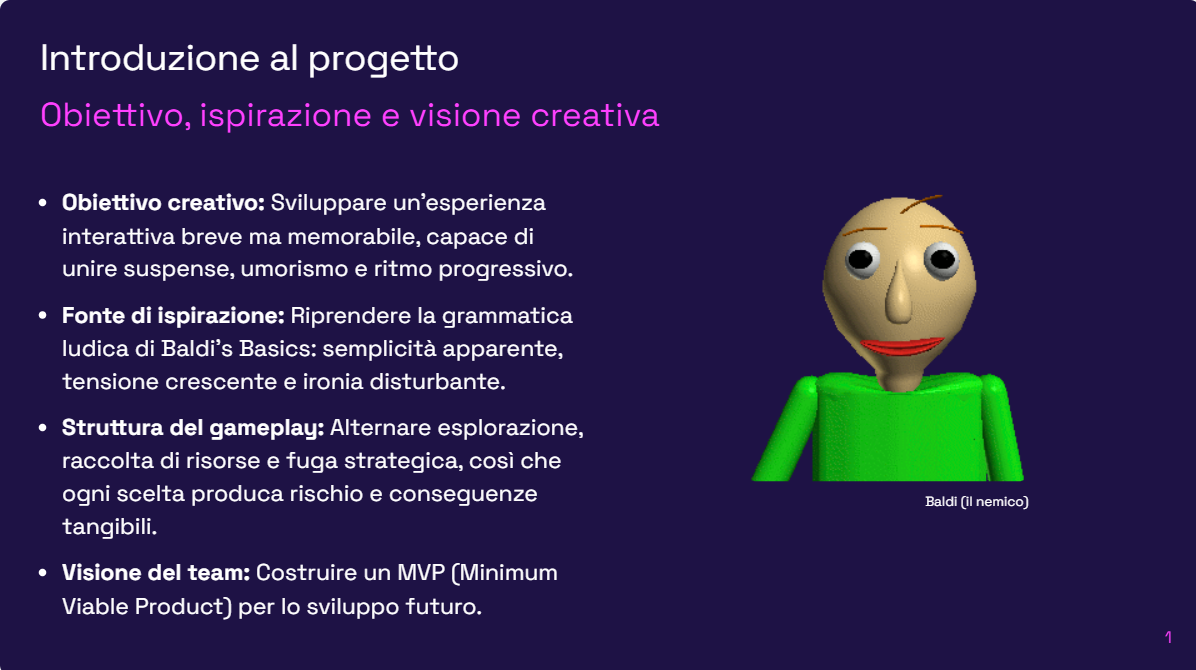 Introduzione al progetto
Obiettivo, ispirazione e visione creativa
• Obiettivo creativo: Sviluppare un’esperienza
interattiva breve ma memorabile, capace di
unire suspense, umorismo e ritmo progressivo.
• Fonte di ispirazione: Riprendere la grammatica
ludica di Baldi’s Basics: semplicità apparente,
tensione crescente e ironia disturbante.
• Struttura del gameplay: Alternare esplorazione,
raccolta di risorse e fuga strategica, così che
ogni scelta produca rischio e conseguenze
tangibili.
• Visione del team: Costruire un MVP (Minimum
Viable Product) per lo sviluppo futuro.
Baldi (il nemico)
1